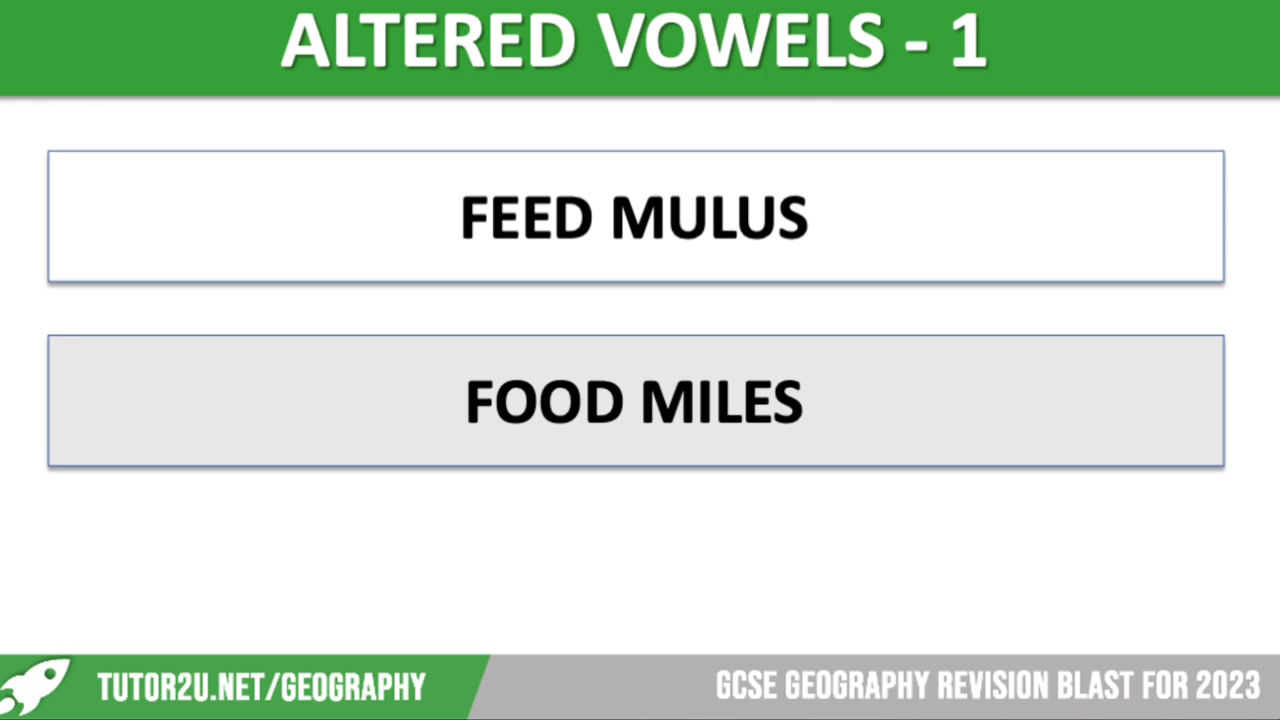 ALTERED VOWELS - 1
FEED MULUS
FOOD MILES
TUTOR2U.NET/GEOGRAPHY
GCSE GEOGRAPHY REVISION BLAST FOR 2023